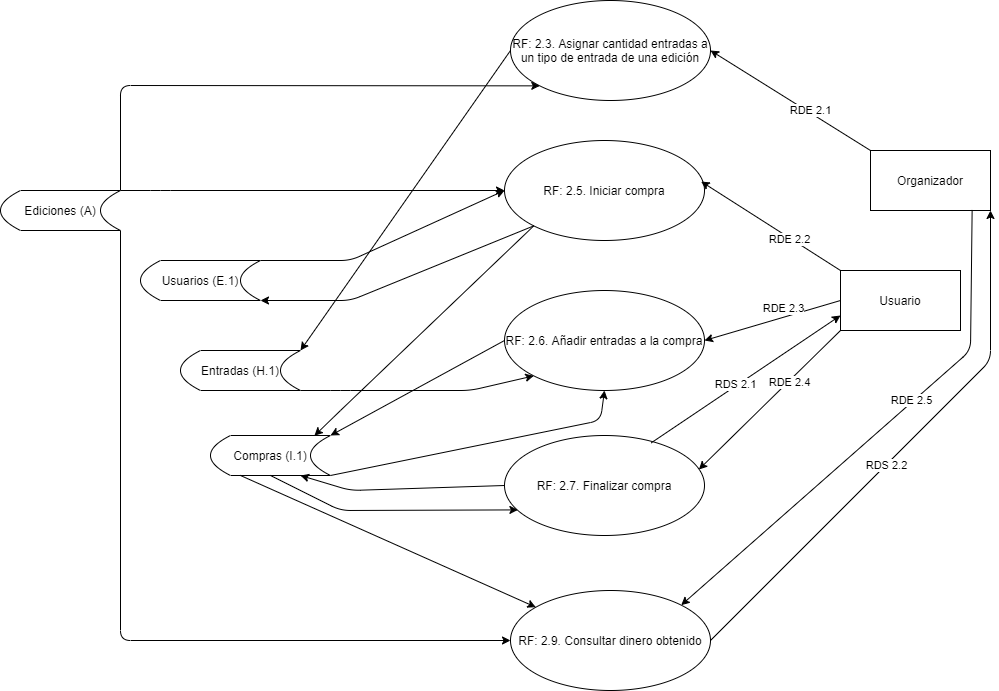 RF: 2.3. Asignar cantidad entradas a
un tipo de entrada de una edición
RDE 2.1
Organizador
RF: 2.5. Iniciar compra
Ediciones (A)
RDE 2.2
Usuarios (E.1)
Usuario
RDE 2.3
RF: 2.6. Añadir entradas a la compra
Entradas (H.1)
RDS 2.1
RDE 2.4
RDE 2.5
Compras (I.1)
RDS 2.2
RF: 2.7. Finalizar compra
RF: 2.9. Consultar dinero obtenido